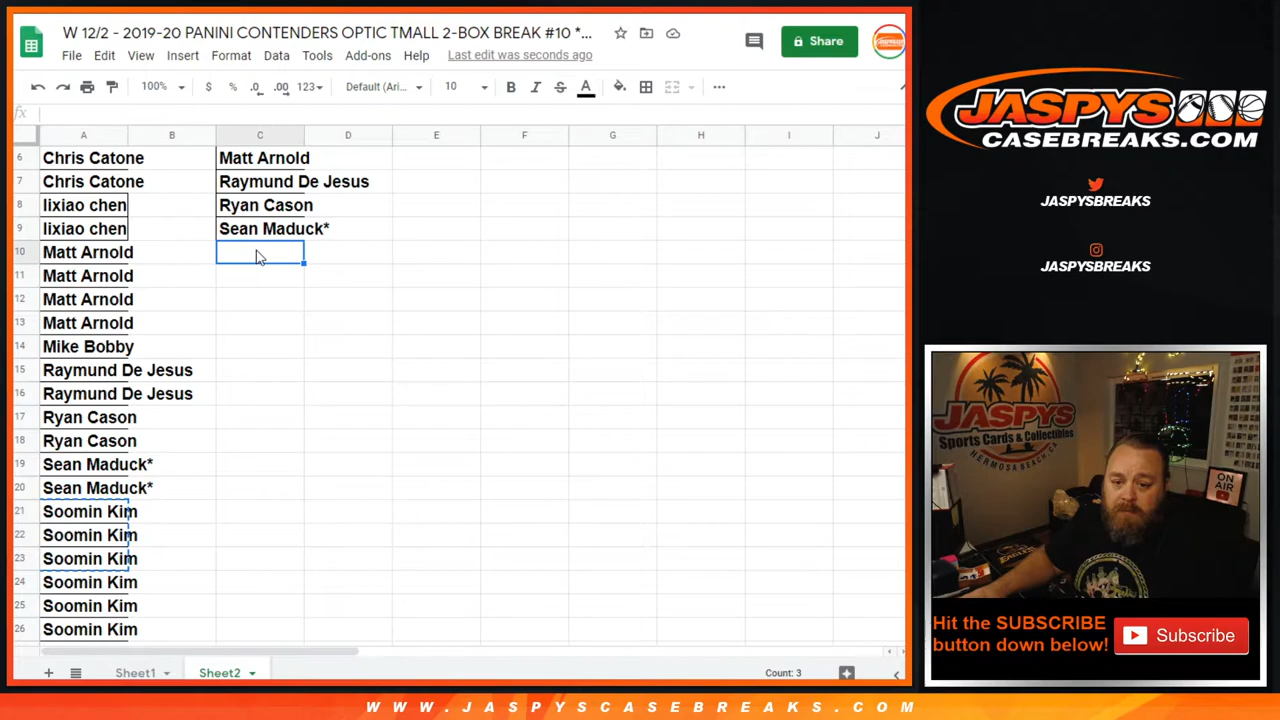 W 12/2 - 2019-20 PANINI CONTENDERS OPTIC TMALL 2-BOX BREAK #10 *...
File Edit View Insert Format Data Tools Add-ons Help Last edit was seconds ago
Share
100% $ % .0 .00 123 Default (Ari... 10 B I S A
fx
A B C D E F G H I J
6 Chris Catone Matt Arnold
7 Chris Catone Raymund De Jesus
8 lixiao chen Ryan Cason
9 lixiao chen Sean Maduck*
10 Matt Arnold
11 Matt Arnold
12 Matt Arnold
13 Matt Arnold
14 Mike Bobby
15 Raymund De Jesus
16 Raymund De Jesus
17 Ryan Cason
18 Ryan Cason
19 Sean Maduck*
20 Sean Maduck*
21 Soomin Kim
22 Soomin Kim
23 Soomin Kim
24 Soomin Kim
25 Soomin Kim
26 Soomin Kim
Sheet1 Sheet2 Count: 3
JASPYS
CASEBREAKS.COM
JASPYSBREAKS
JASPYSBREAKS
JASPYS
Sports Cards & Collectibles
HERMOSA BEACH, CA
ON AIR
Hit the SUBSCRIBE
button down below!
Subscribe
WWW.JASPYSCASEBREAKS.COM